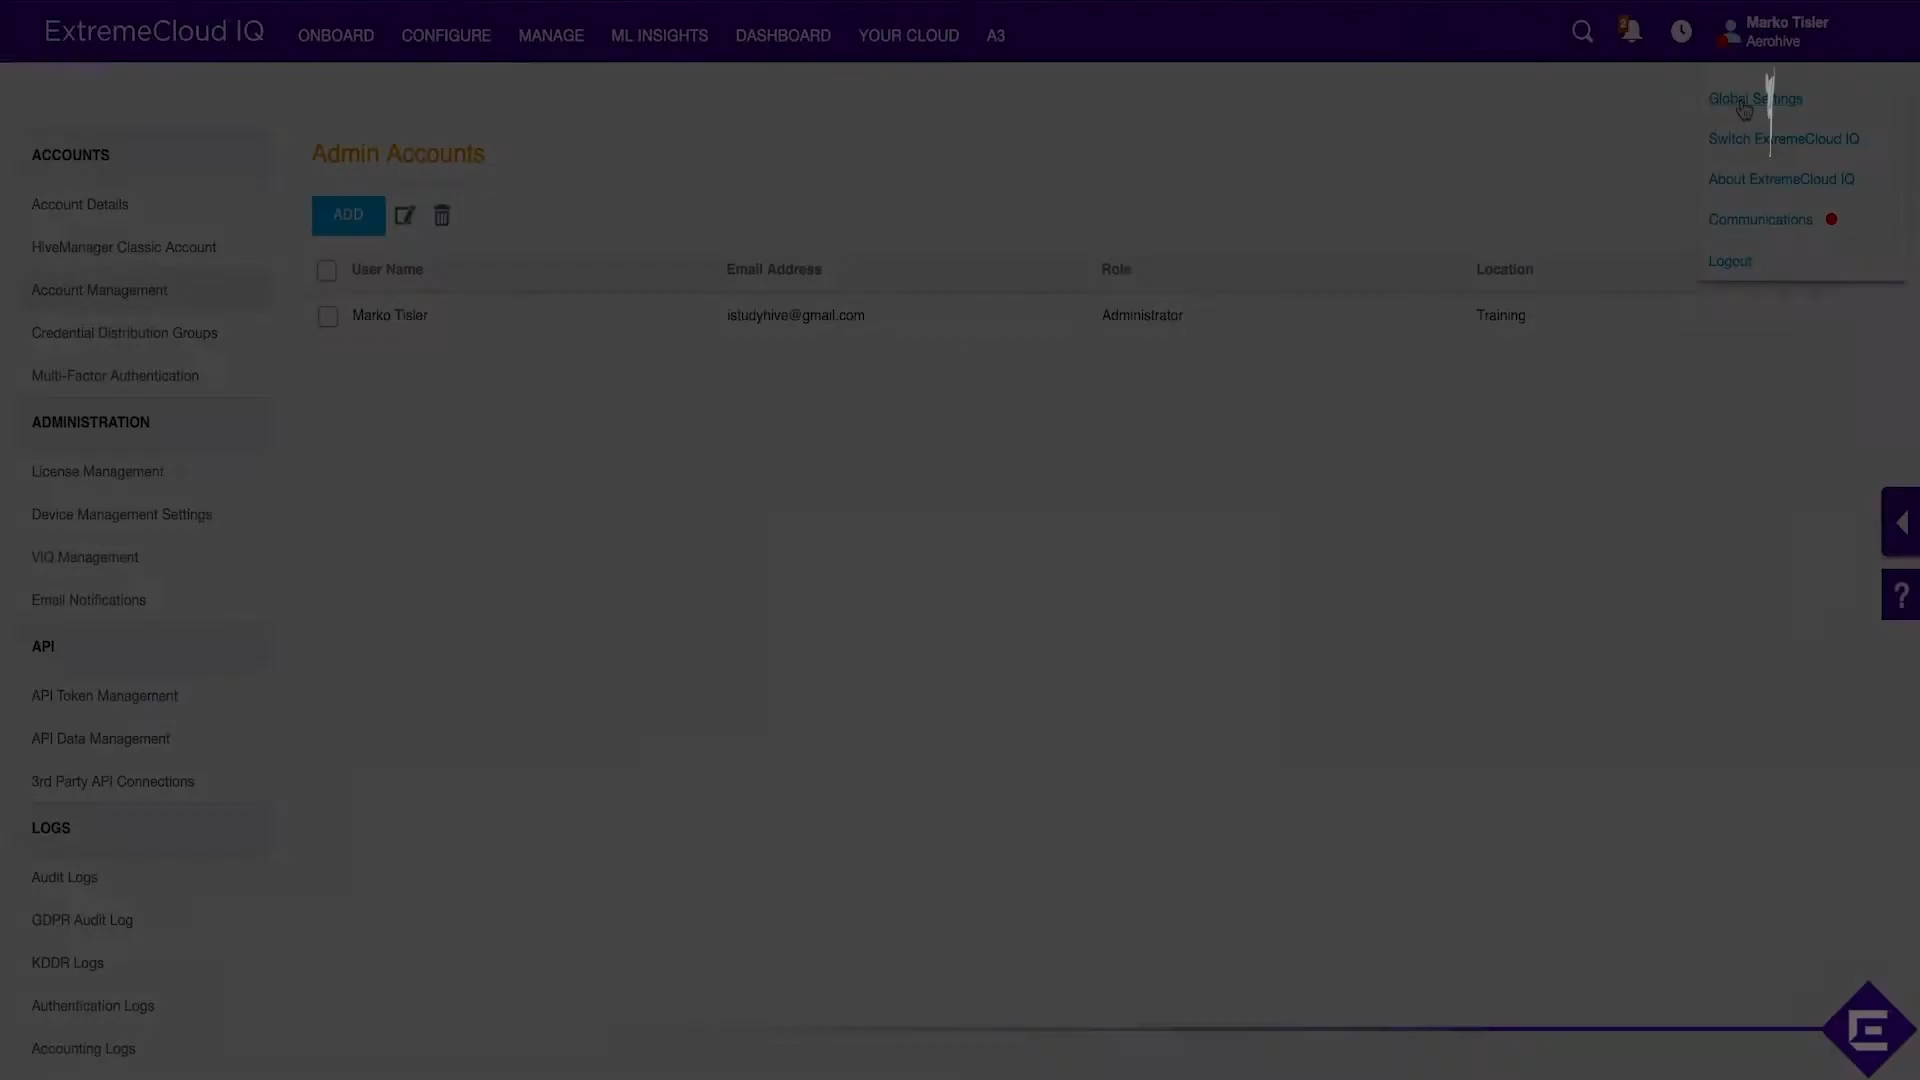 ExtremeCloud IQ
ONBOARD CONFIGURE MANAGE ML INSIGHTS DASHBOARD YOUR CLOUD A3
2
Marko Tisler
Aerohive
Global Settings
Switch ExtremeCloud IQ
About ExtremeCloud IQ
Communications
Logout
ACCOUNTS
Account Details
HiveManager Classic Account
Account Management
Credential Distribution Groups
Multi-Factor Authentication
ADMINISTRATION
License Management
Device Management Settings
VIQ Management
Email Notifications
API
API Token Management
API Data Management
3rd Party API Connections
LOGS
Audit Logs
GDPR Audit Log
KDDR Logs
Authentication Logs
Accounting Logs
Admin Accounts
ADD
User Name Email Address Role Location
Marko Tisler istudyhive@gmail.com Administrator Training
?
E